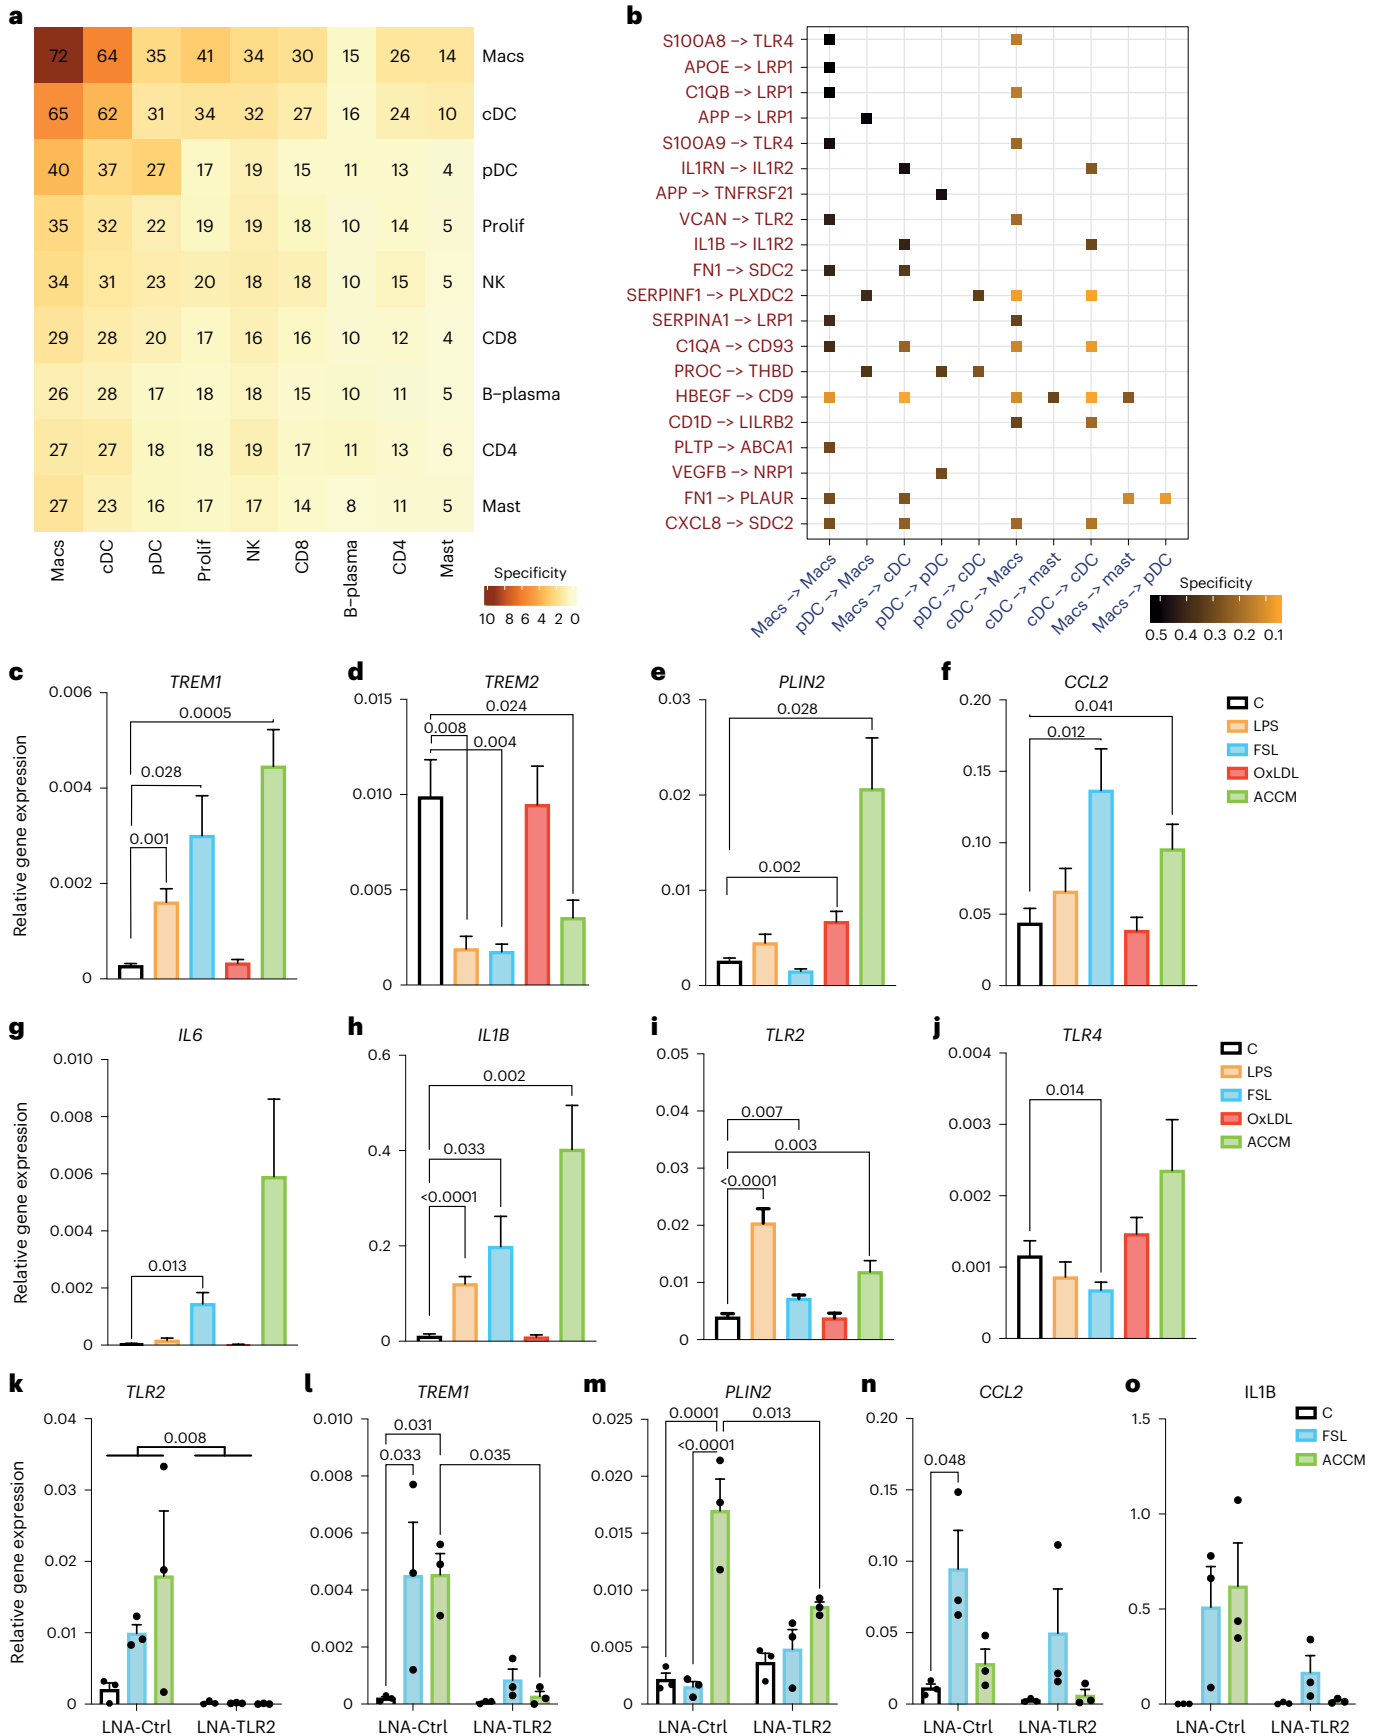 a
72 64 35 41 34 30 15 26 14 Macs
65 62 31 34 32 27 16 24 10 cDC
40 37 27 17 19 15 11 13 4 pDC
35 32 22 19 19 18 10 14 5 Prolif
34 31 23 20 18 18 10 15 5 NK
29 28 20 17 16 16 10 12 4 CD8
26 28 17 18 18 15 10 11 5 B–plasma
27 27 18 18 19 17 11 13 6 CD4
27 23 16 17 17 14 8 11 5 Mast
Macs cDC pDC Prolif NK CD8 B–plasma CD4 Mast
Specificity
10 8 6 4 2 0
b
S100A8 –> TLR4
APOE –> LRP1
C1QB –> LRP1
APP –> LRP1
S100A9 –> TLR4
IL1RN –> IL1R2
APP –> TNFRSF21
VCAN –> TLR2
IL1B –> IL1R2
FN1 –> SDC2
SERPINF1 –> PLXDC2
SERPINA1 –> LRP1
C1QA –> CD93
PROC –> THBD
HBEGF –> CD9
CD1D –> LILRB2
PLTP –> ABCA1
VEGFB –> NRP1
FN1 –> PLAUR
CXCL8 –> SDC2
Macs –> Macs
pDC –> Macs
Macs –> cDC
pDC –> pDC
pDC –> cDC
cDC –> Macs
cDC –> mast
cDC –> cDC
Macs –> mast
Macs –> pDC
Specificity
0.5 0.4 0.3 0.2 0.1
c
TREM1
Relative gene expression
0.006
0.004
0.002
0
0.0005
0.028
0.001
d
TREM2
0.015
0.010
0.005
0
0.024
0.008
0.004
e
PLIN2
0.03
0.02
0.01
0
0.028
0.002
f
CCL2
0.20
0.15
0.10
0.05
0
0.041
0.012
C
LPS
FSL
OxLDL
ACCM
g
IL6
Relative gene expression
0.010
0.008
0.006
0.004
0.002
0
0.013
h
IL1B
0.6
0.4
0.2
0
0.002
0.033
<0.0001
i
TLR2
0.05
0.04
0.03
0.02
0.01
0
0.007
0.003
<0.0001
j
TLR4
0.004
0.003
0.002
0.001
0
0.014
C
LPS
FSL
OxLDL
ACCM
k
TLR2
Relative gene expression
0.04
0.03
0.02
0.01
0
0.008
LNA-Ctrl LNA-TLR2
l
TREM1
0.010
0.008
0.006
0.004
0.002
0
0.031
0.033
0.035
LNA-Ctrl LNA-TLR2
m
PLIN2
0.025
0.020
0.015
0.010
0.005
0
0.0001
0.013
<0.0001
LNA-Ctrl LNA-TLR2
n
CCL2
0.20
0.15
0.10
0.05
0
0.048
LNA-Ctrl LNA-TLR2
o
IL1B
1.5
1.0
0.5
0
LNA-Ctrl LNA-TLR2
C
FSL
ACCM